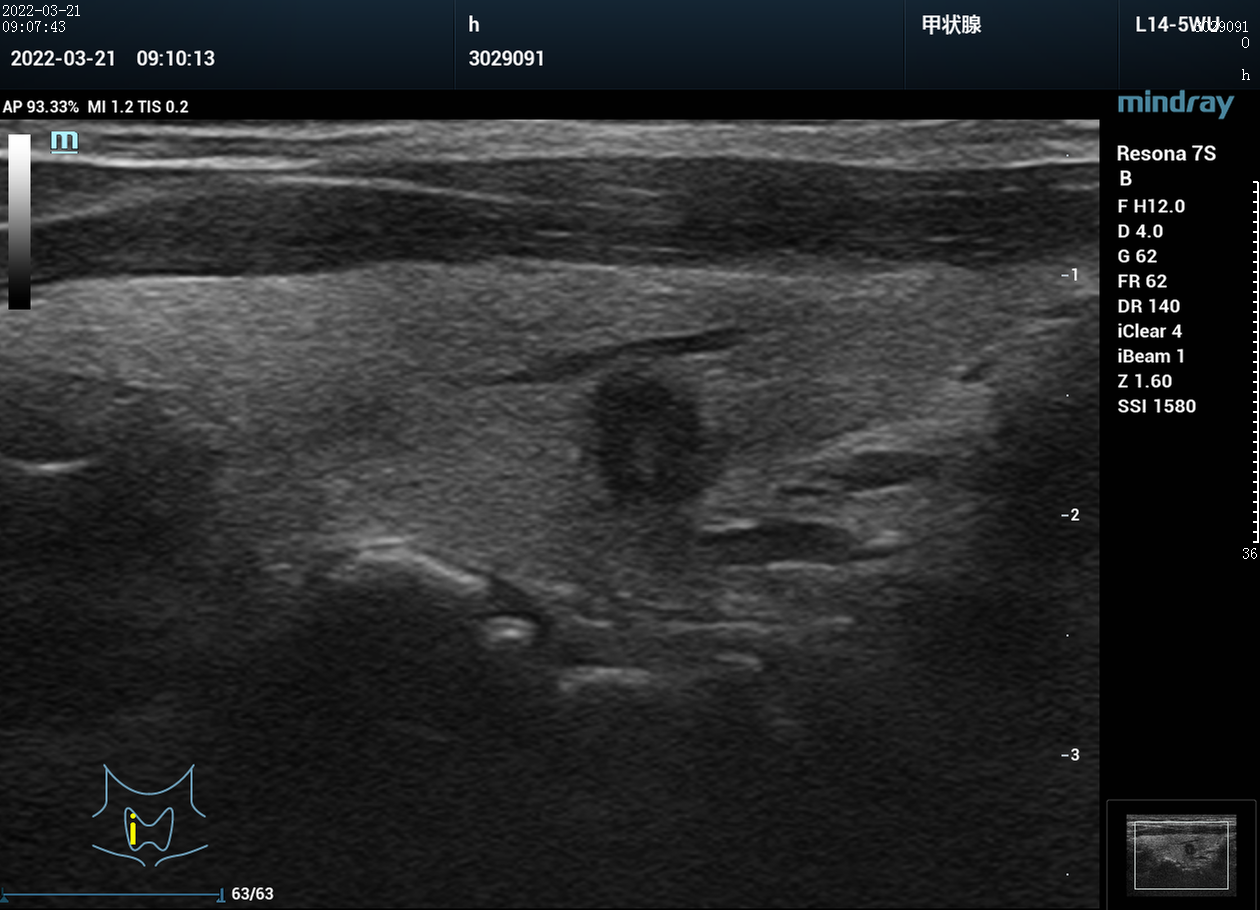 2022-03-21
09:07:43
2022-03-21 09:10:13
h
3029091
甲状腺
L14-5WU
3029091
0
h
AP 93.33% MI 1.2 TIS 0.2
mindray
m
Resona 7S
B
F H12.0
D 4.0
G 62
FR 62
DR 140
iClear 4
iBeam 1
Z 1.60
SSI 1580
-1
-2
36
-3
63/63